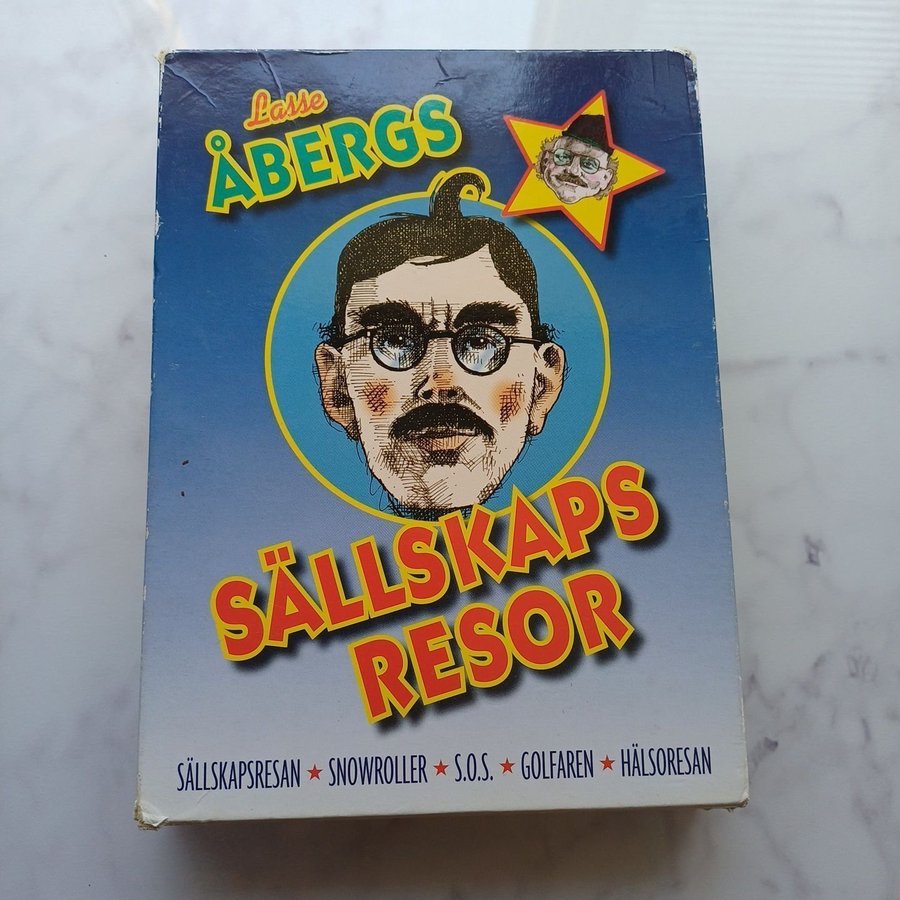 Lasse
ÅBERGS
SÄLLSKAPS
RESOR
SÄLLSKAPSRESAN ★ SNOWROLLER ★ S.O.S. ★ GOLFAREN ★ HÄLSORESAN